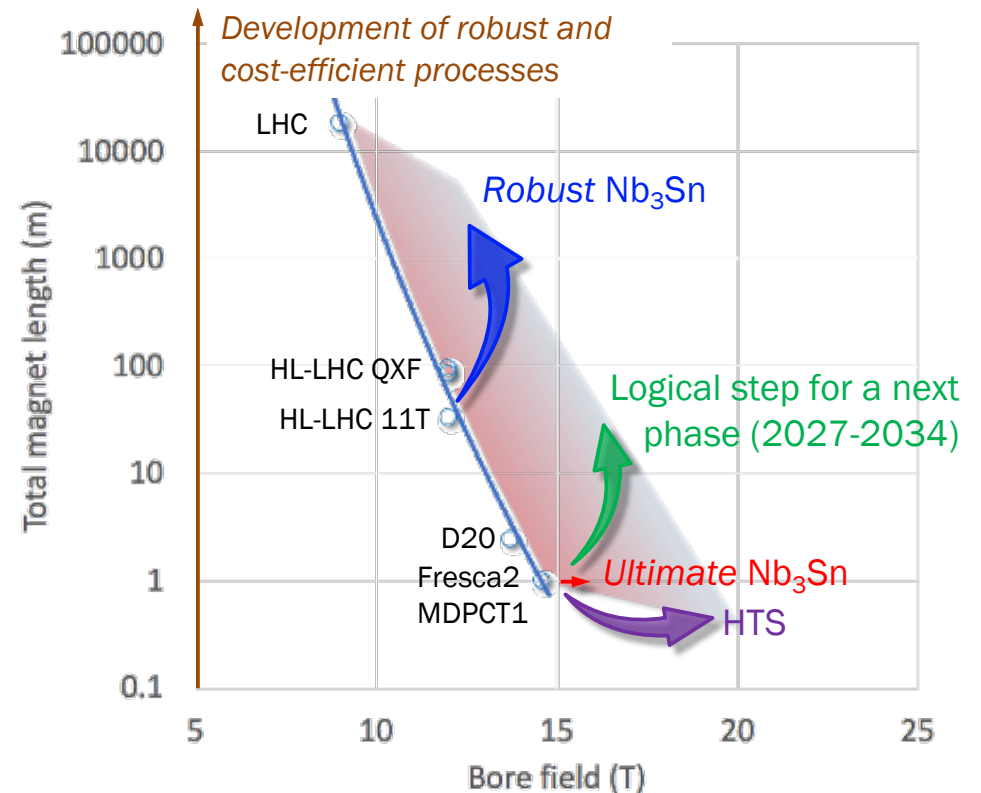 Development of robust and
cost-efficient processes
100000
10000
1000
100
10
1
0.1
Total magnet length (m)
LHC
Robust Nb₃Sn
HL-LHC QXF
HL-LHC 11T
Logical step for a next
phase (2027-2034)
D20
Fresca2
MDPCT1
Ultimate Nb₃Sn
HTS
5 10 15 20 25
Bore field (T)